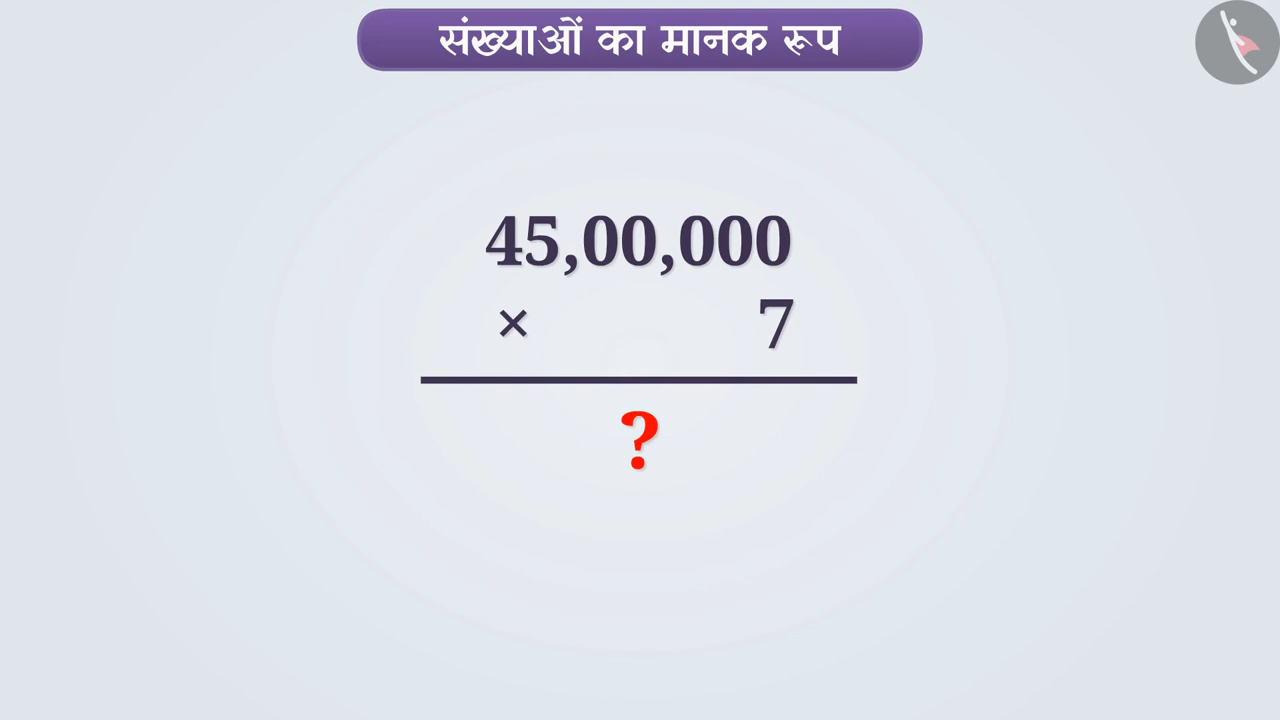 संख्याओं का मानक रूप
45,00,000
× 7
?